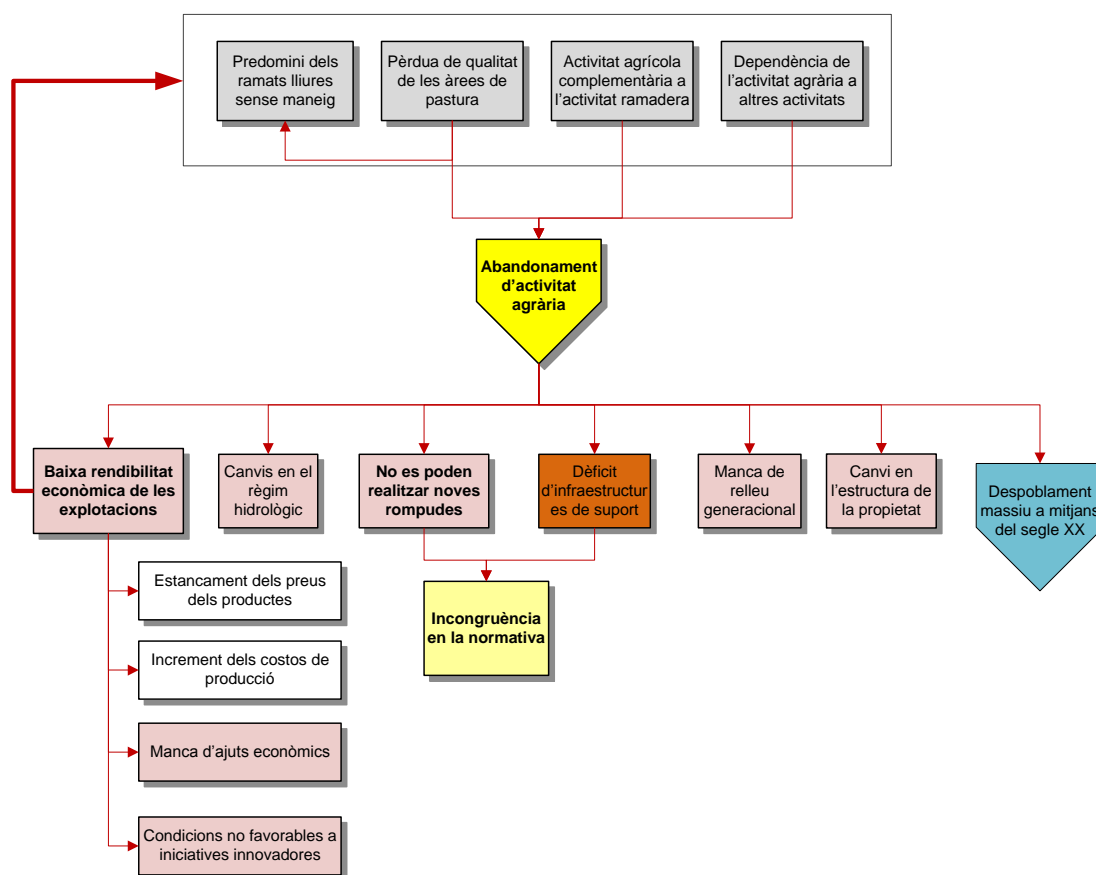 Predomini dels
ramats lliures
sense maneig
Pèrdua de qualitat
de les àrees de
pastura
Activitat agrícola
complementària a
l'activitat ramadera
Dependència de
l'activitat agrària a
altres activitats
Abandonament
d'activitat
agrària
Baixa rendibilitat
econòmica de les
explotacions
Canvis en el
règim
hidrològic
No es poden
realitzar noves
rompudes
Dèficit
d'infraestructur
es de suport
Manca de
relleu
generacional
Canvi en
l'estructura de
la propietat
Despoblament
massiu a mitjans
del segle XX
Estancament dels preus
dels productes
Incongruència
en la normativa
Increment dels costos de
producció
Manca d'ajuts econòmics
Condicions no favorables a
iniciatives innovadores